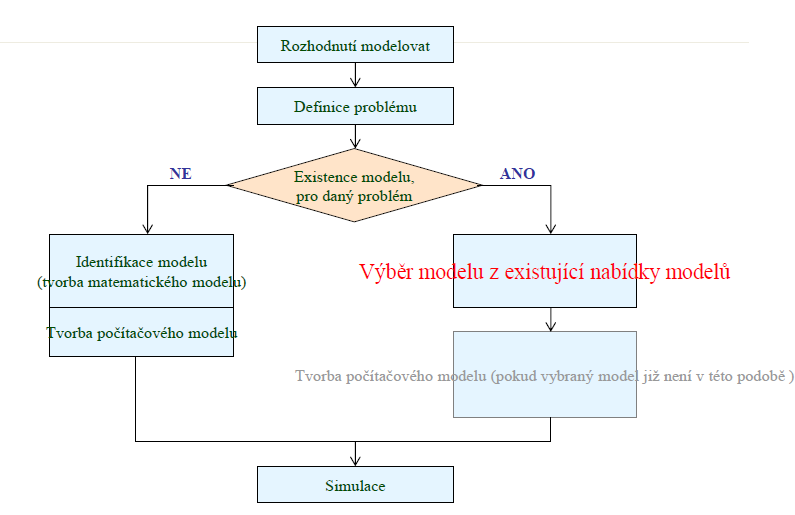 Rozhodnutí modelovat
Definice problému
Existence modelu,
pro daný problém
NE
ANO
Identifikace modelu
(tvorba matematického modelu)
Tvorba počítačového modelu
Výběr modelu z existující nabídky modelů
Tvorba počítačového modelu (pokud vybraný model již není v této podobě )
Simulace